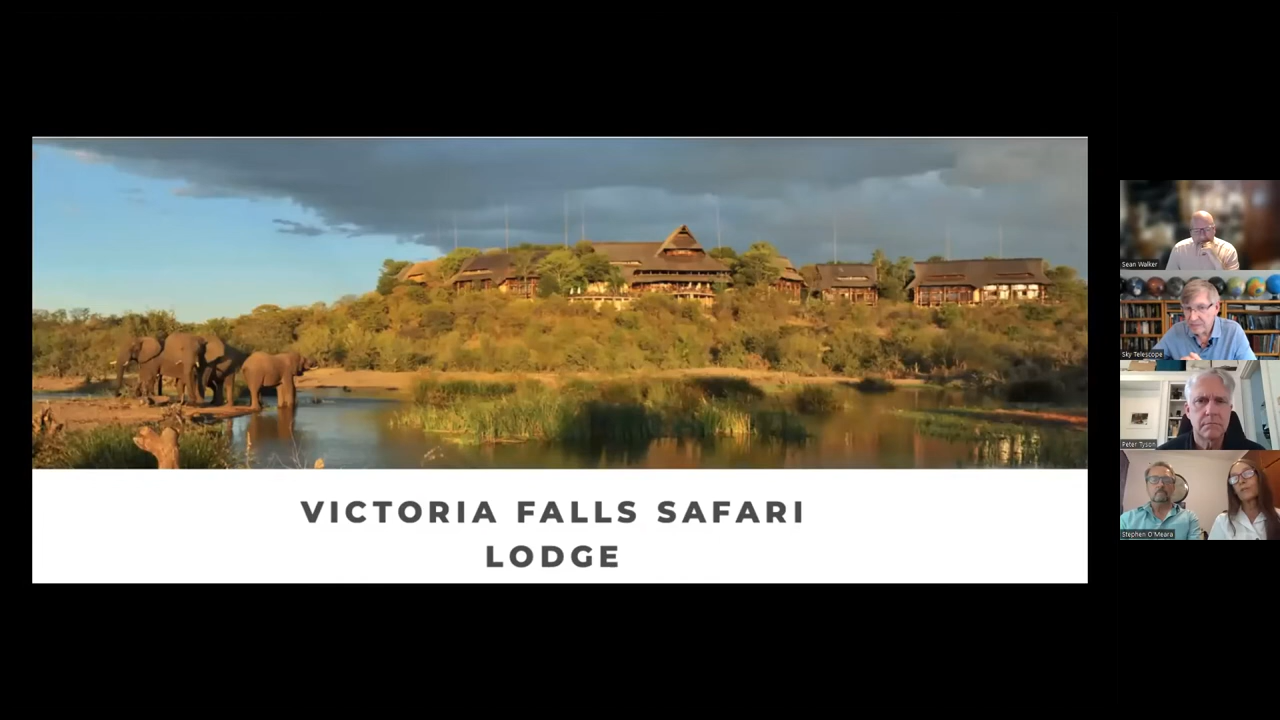 VICTORIA FALLS SAFARI
LODGE
Sean Walker
Sky Telescope
Peter Tyson
Stephen O'Meara